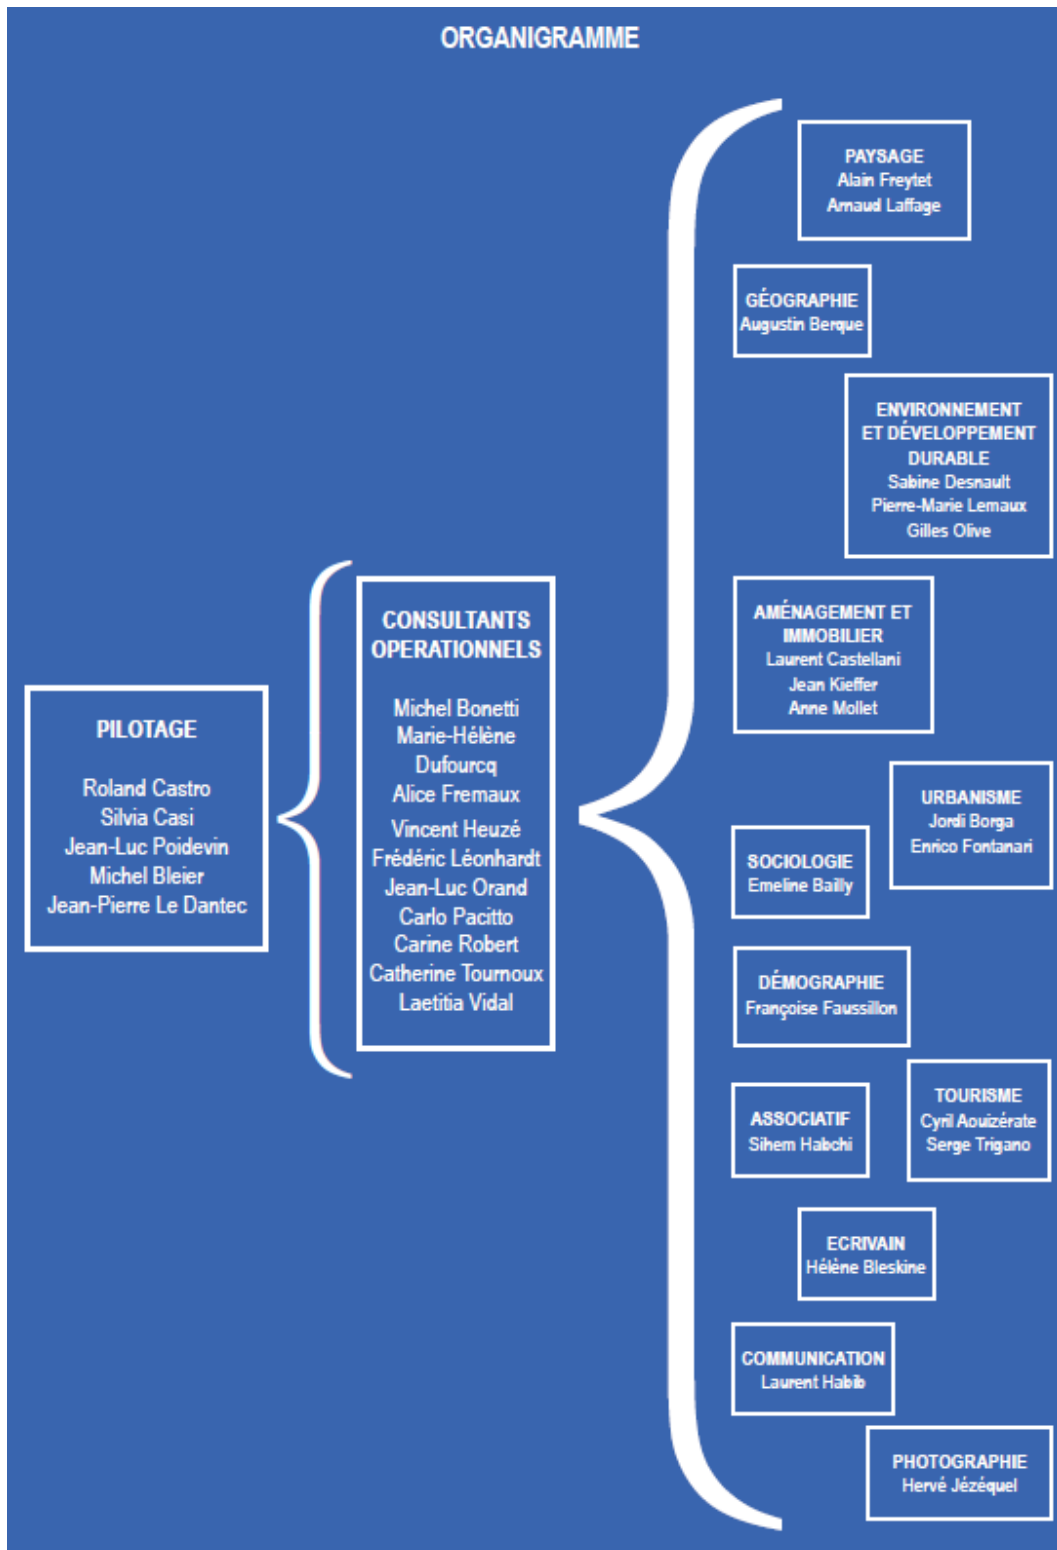 ORGANIGRAMME
PILOTAGE
Roland Castro
Silvia Casi
Jean-Luc Poidevin
Michel Bleier
Jean-Pierre Le Dantec
CONSULTANTS
OPERATIONNELS
Michel Bonetti
Marie-Hélène
Dufourcq
Alice Fremaux
Vincent Heuzé
Frédéric Léonhardt
Jean-Luc Orand
Carlo Pacitto
Carine Robert
Catherine Tournoux
Laetitia Vidal
PAYSAGE
Alain Freytet
Arnaud Laffage
GÉOGRAPHIE
Augustin Berque
ENVIRONNEMENT
ET DÉVELOPPEMENT
DURABLE
Sabine Desnault
Pierre-Marie Lemaux
Gilles Olive
AMÉNAGEMENT ET
IMMOBILIER
Laurent Castellani
Jean Kieffer
Anne Mollet
URBANISME
Jordi Borga
Enrico Fontanari
SOCIOLOGIE
Emeline Bailly
DÉMOGRAPHIE
Françoise Faussillon
TOURISME
Cyril Aouizérate
Serge Trigano
ASSOCIATIF
Sihem Habchi
ECRIVAIN
Hélène Bleskine
COMMUNICATION
Laurent Habib
PHOTOGRAPHIE
Hervé Jézéquel